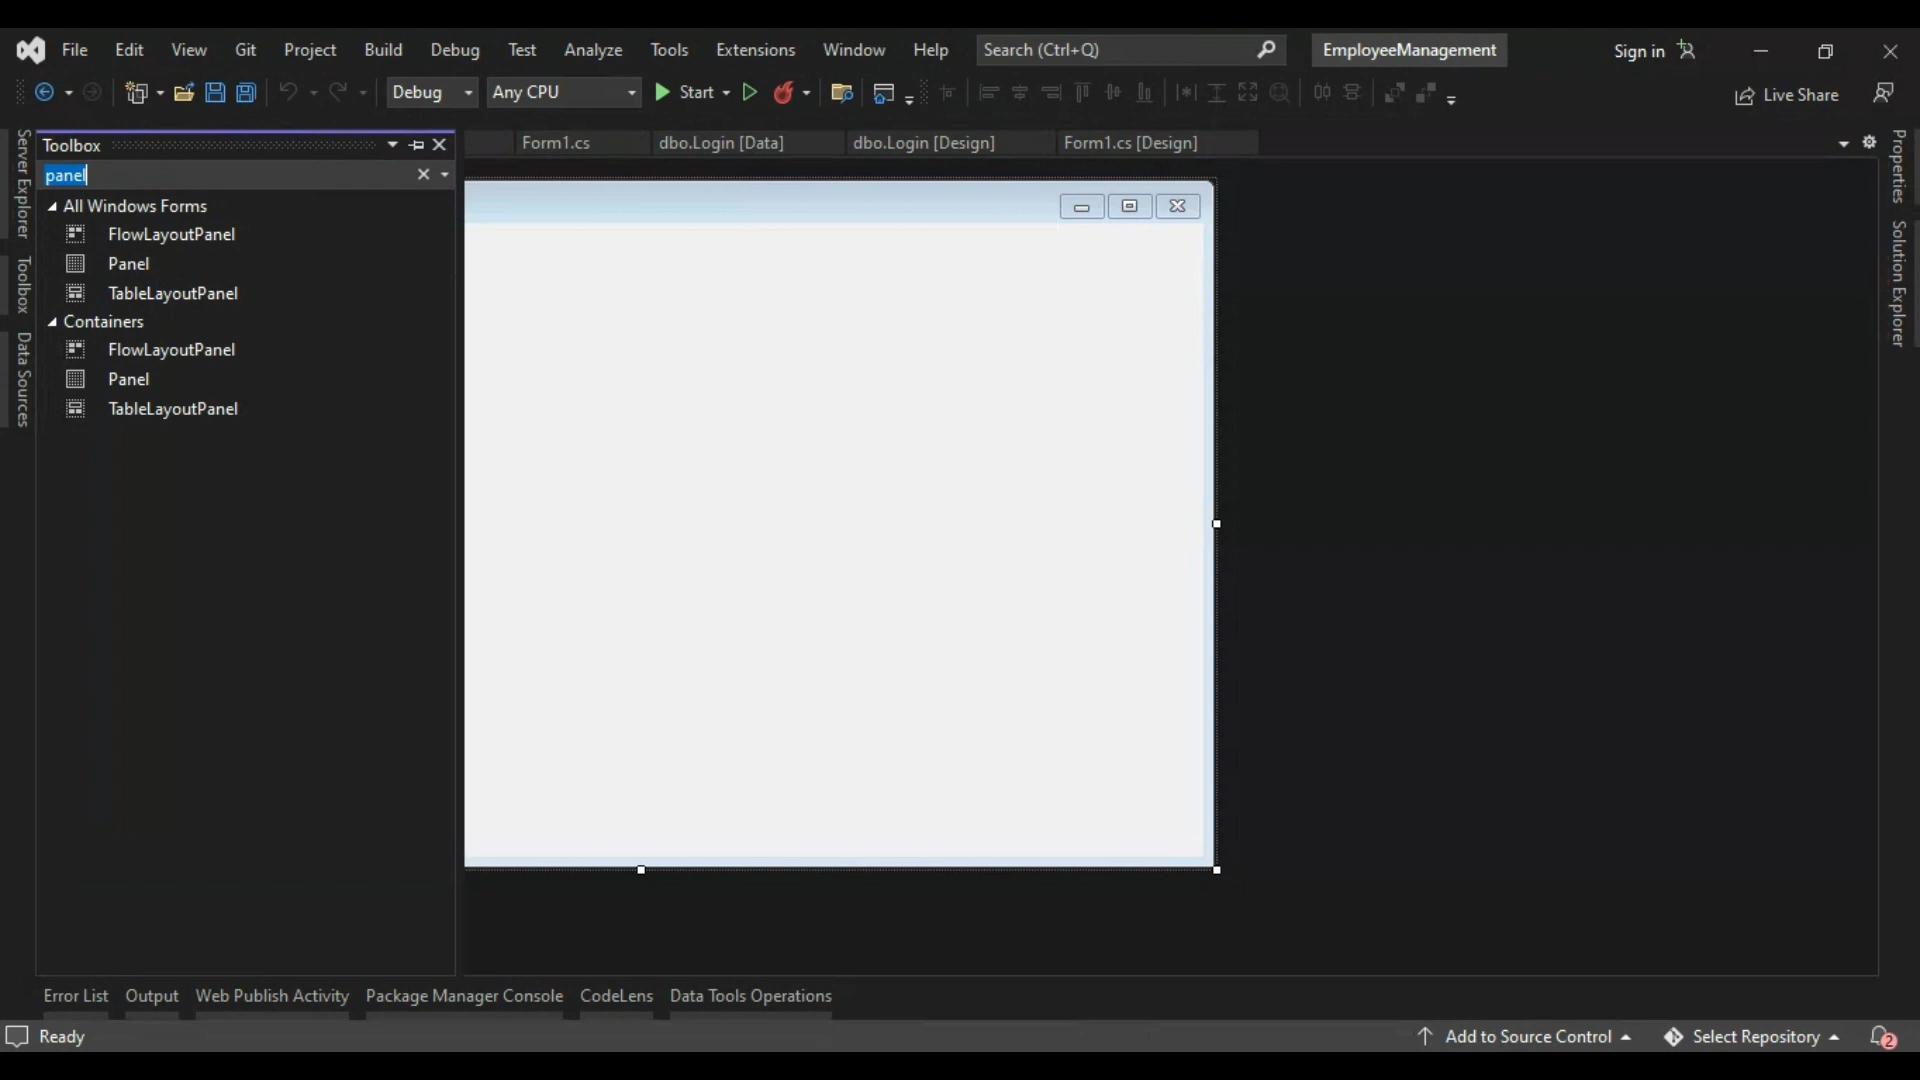 File Edit View Git Project Build Debug Test Analyze Tools Extensions Window Help Search (Ctrl+Q) EmployeeManagement Sign in
Debug Any CPU Start Live Share
Server Explorer
Toolbox
Data Sources
Toolbox
panel
All Windows Forms
FlowLayoutPanel
Panel
TableLayoutPanel
Containers
FlowLayoutPanel
Panel
TableLayoutPanel
Form1.cs dbo.Login [Data] dbo.Login [Design] Form1.cs [Design]
Properties
Solution Explorer
Error List Output Web Publish Activity Package Manager Console CodeLens Data Tools Operations
Ready Add to Source Control Select Repository 2